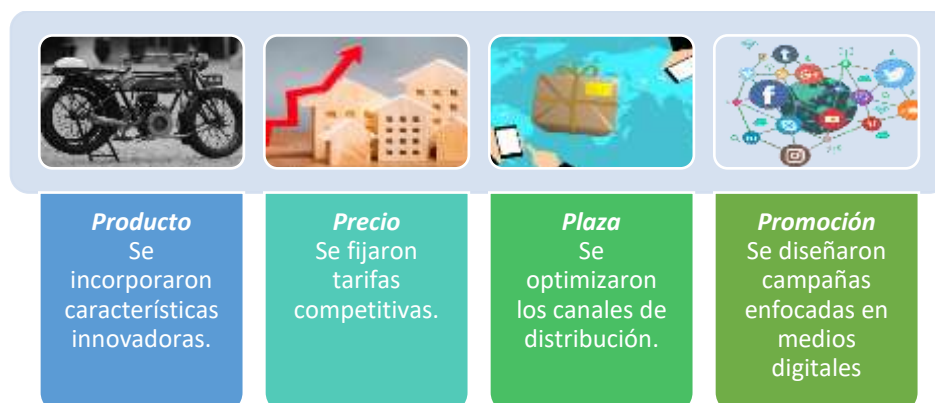 Producto
Se
incorporaron
características
innovadoras.
Precio
Se fijaron
tarifas
competitivas.
Plaza
Se
optimizaron
los canales de
distribución.
Promoción
Se diseñaron
campañas
enfocadas en
medios
digitales